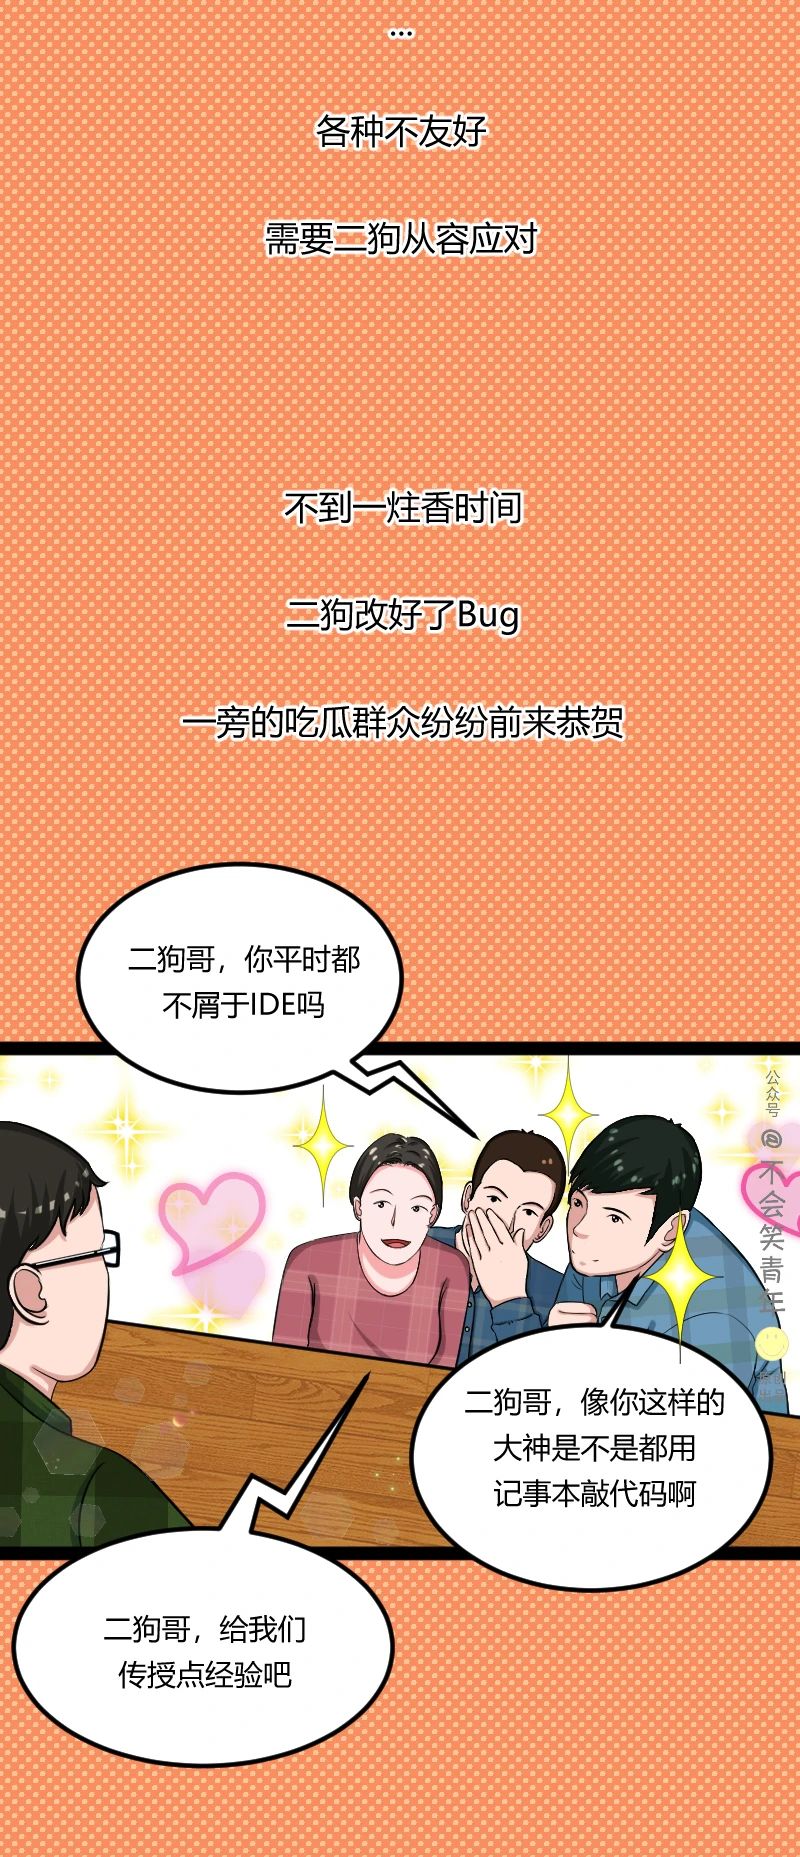 ...
各种不友好
需要二狗从容应对
不到一炷香时间
二狗改好了Bug
一旁的吃瓜群众纷纷前来恭贺
二狗哥，你平时都
不屑于IDE吗
公众号@不会笑青年
原创
出品
二狗哥，像你这样的
大神是不是都用
记事本敲代码啊
二狗哥，给我们
传授点经验吧